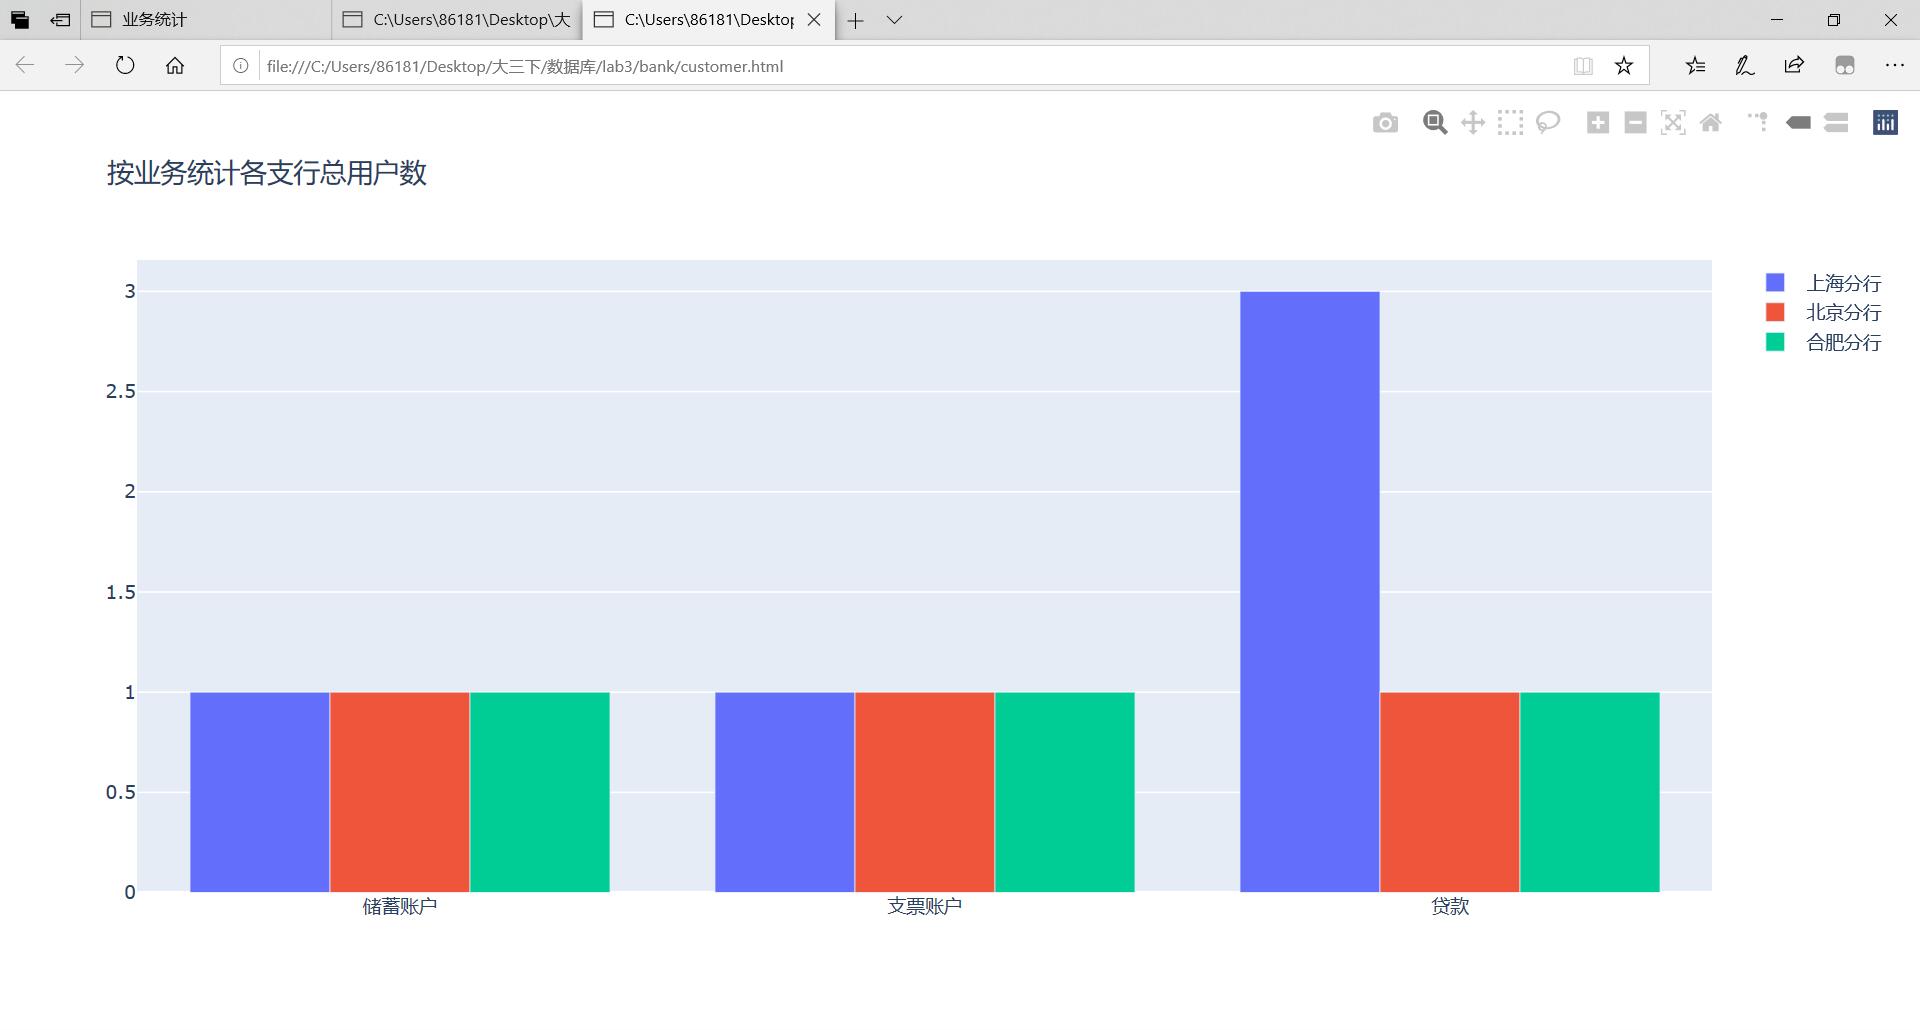 业务统计
C:\Users\86181\Desktop\大
C:\Users\86181\Desktop
file:///C:/Users/86181/Desktop/大三下/数据库/lab3/bank/customer.html
按业务统计各支行总用户数
3
2.5
2
1.5
1
0.5
0
储蓄账户 支票账户 贷款
上海分行
北京分行
合肥分行